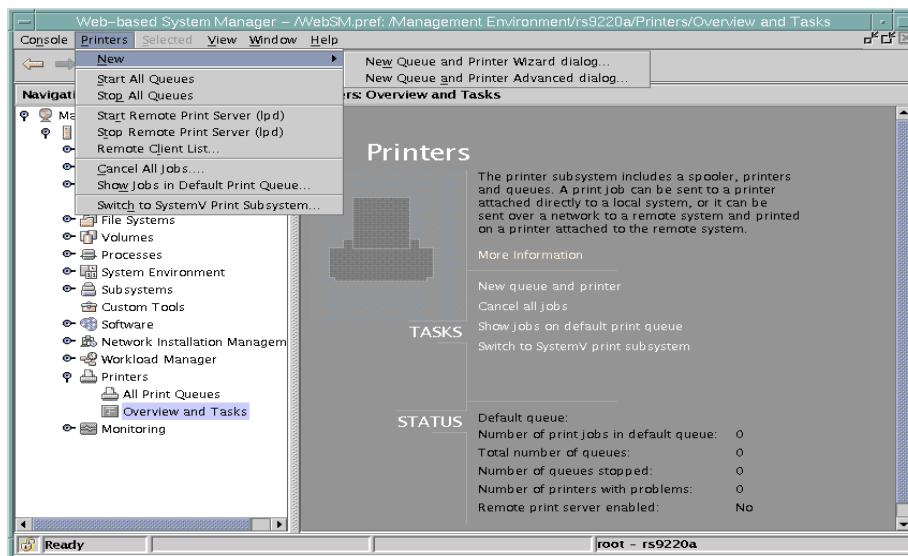 Web-based System Manager - /WebSM.pref: /Management Environment/rs9220a/Printers/Overview and Tasks
Console Printers Selected View Window Help
New
Start All Queues
Stop All Queues
Start Remote Print Server (lpd)
Stop Remote Print Server (lpd)
Remote Client List...
Cancel All Jobs....
Show Jobs in Default Print Queue...
Switch to SystemV Print Subsystem...
New Queue and Printer Wizard dialog...
New Queue and Printer Advanced dialog...
Navigati
rs: Overview and Tasks
Ma
File Systems
Volumes
Processes
System Environment
Subsystems
Custom Tools
Software
Network Installation Managem
Workload Manager
Printers
All Print Queues
Overview and Tasks
Monitoring
Printers
The printer subsystem includes a spooler, printers
and queues. A print job can be sent to a printer
attached directly to a local system, or it can be
sent over a network to a remote system and printed
on a printer attached to the remote system.
More Information
New queue and printer
Cancel all jobs
TASKS
Show jobs on default print queue
Switch to SystemV print subsystem
STATUS
Default queue:
Number of print jobs in default queue: 0
Total number of queues: 0
Number of queues stopped: 0
Number of printers with problems: 0
Remote print server enabled: No
Ready
root - rs9220a